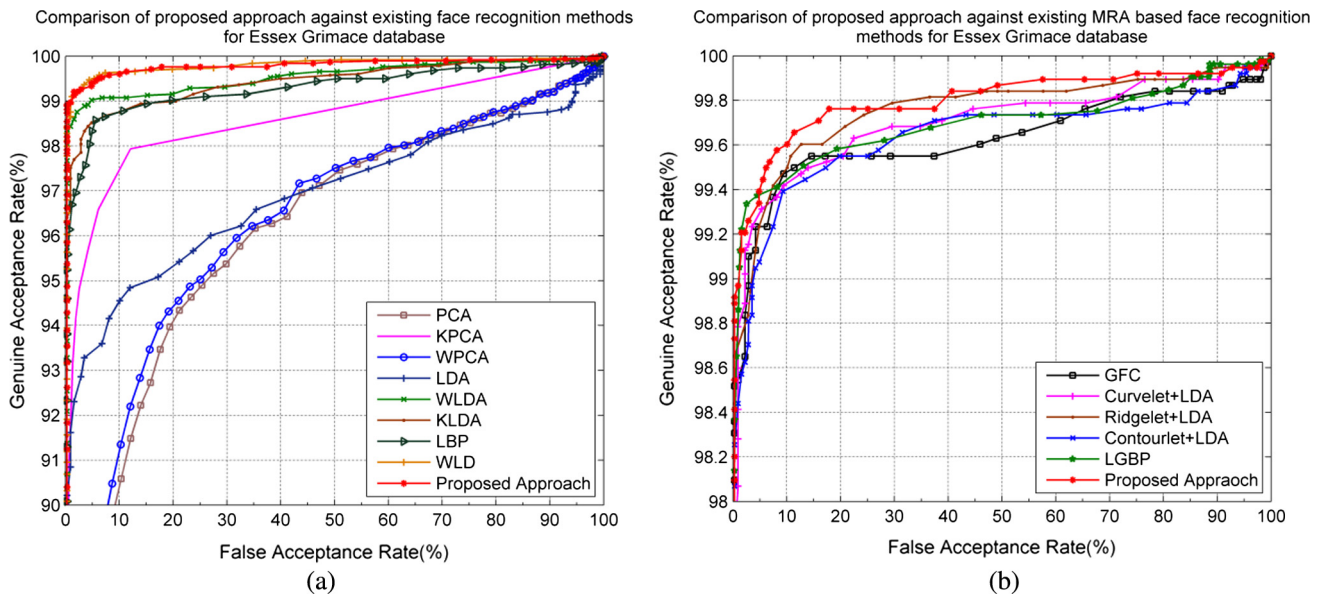 Comparison of proposed approach against existing face recognition methods
for Essex Grimace database
Genuine Acceptance Rate(%)
100
99
98
97
96
95
94
93
92
91
90
PCA
KPCA
WPCA
LDA
WLDA
KLDA
LBP
WLD
Proposed Approach
0 10 20 30 40 50 60 70 80 90 100
False Acceptance Rate(%)
(a)
Comparison of proposed approach against existing MRA based face recognition
methods for Essex Grimace database
Genuine Acceptance Rate(%)
100
99.8
99.6
99.4
99.2
99
98.8
98.6
98.4
98.2
98
GFC
Curvelet+LDA
Ridgelet+LDA
Contourlet+LDA
LGBP
Proposed Appraoch
0 10 20 30 40 50 60 70 80 90 100
False Acceptance Rate(%)
(b)